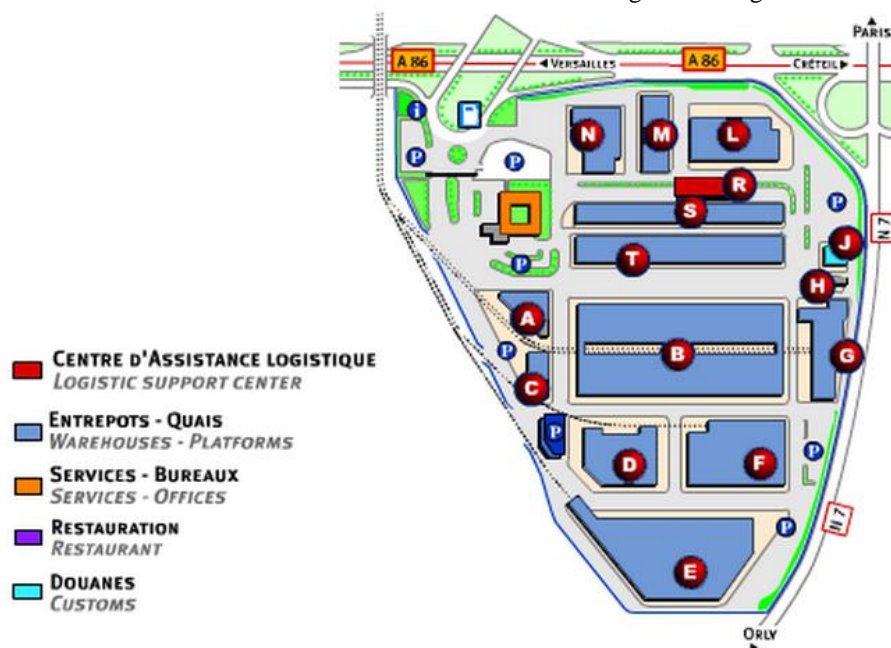 PARIS
A 86
VERSAILLES
A 86
CRÉTEIL
i
N
M
L
P
P
R
P
S
N 7
J
T
P
H
A
P
B
G
C
P
D
F
P
N 7
P
E
ORLY
CENTRE D'ASSISTANCE LOGISTIQUE
LOGISTIC SUPPORT CENTER
ENTREPOTS - QUAIS
WAREHOUSES - PLATFORMS
SERVICES - BUREAUX
SERVICES - OFFICES
RESTAURATION
RESTAURANT
DOUANES
CUSTOMS